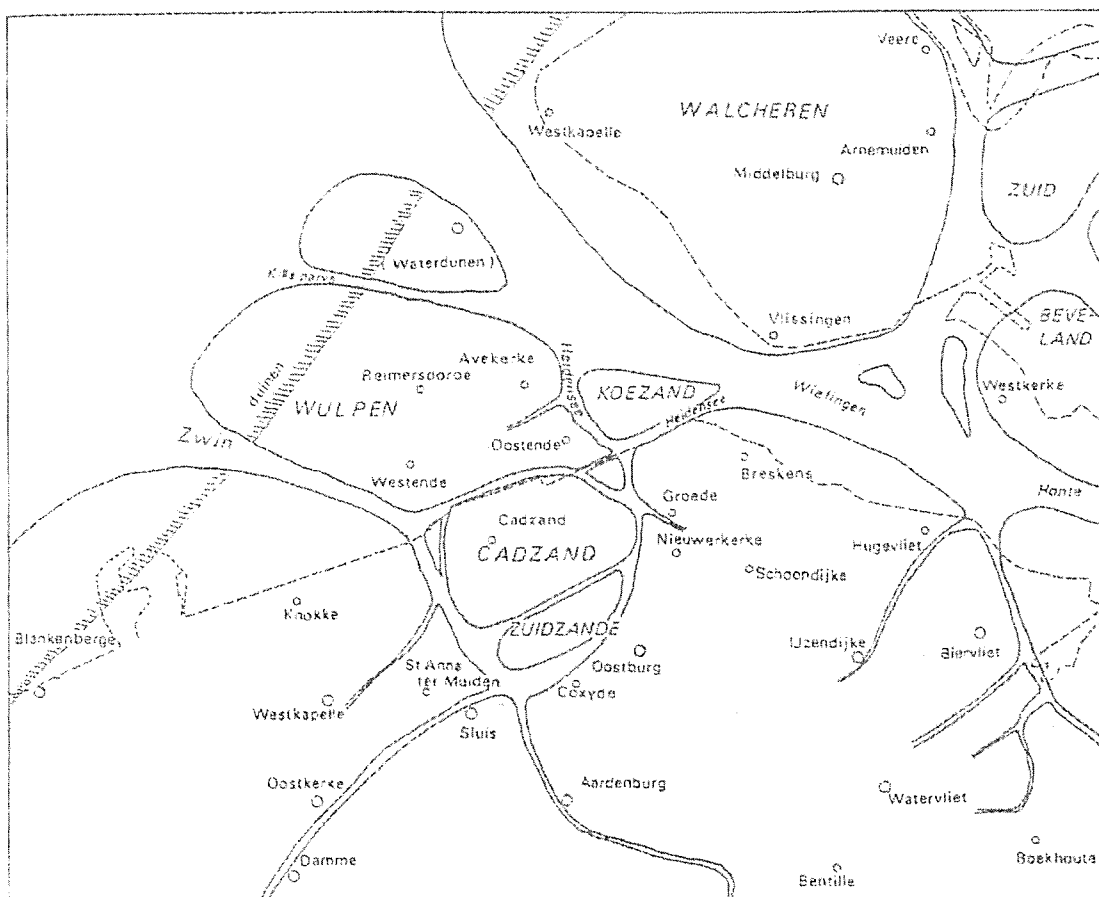 Veere
WALCHEREN
Westkapelle
Arnemuiden
Middelburg
ZUID
(Waterdunen)
BEVE-
LAND
Vlissingen
duinen
Avekerke
Reimersdorpe
KOEZAND
Wielingen
Westkerke
WULPEN
Heidensee
Zwin
Oostende
Westende
Breskens
Honte
Groede
Cadzand
Nieuwerkerke
CADZAND
Hugevliet
Schoondijke
Knokke
ZUIDZANDE
Blankenberge
Oostburg
IJzendijke
Biervliet
St Anna
ter Muiden
Coxyde
Westkapelle
Sluis
Oostkerke
Aardenburg
Watervliet
Damme
Bentille
Boekhoute